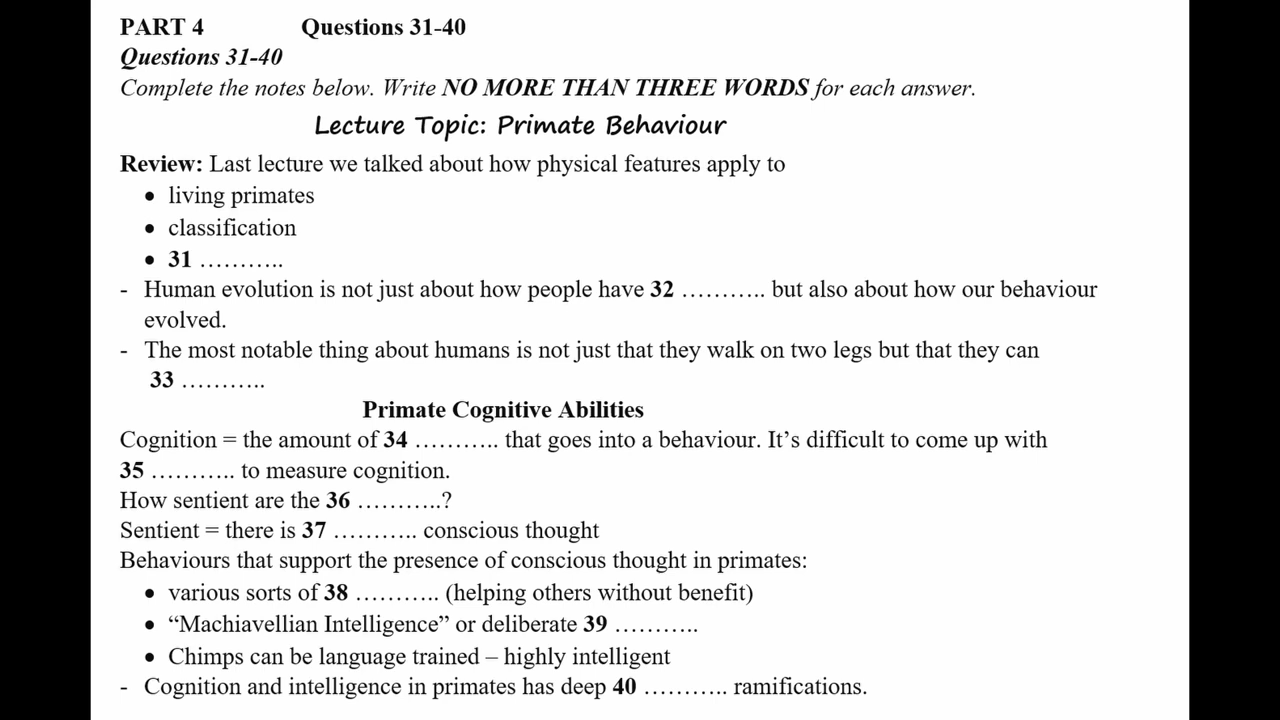 PART 4 Questions 31-40
Questions 31-40
Complete the notes below. Write NO MORE THAN THREE WORDS for each answer.
Lecture Topic: Primate Behaviour
Review: Last lecture we talked about how physical features apply to
• living primates
• classification
• 31 ………..
- Human evolution is not just about how people have 32 ……….. but also about how our behaviour
evolved.
- The most notable thing about humans is not just that they walk on two legs but that they can
33 ………..
Primate Cognitive Abilities
Cognition = the amount of 34 ……….. that goes into a behaviour. It’s difficult to come up with
35 ……….. to measure cognition.
How sentient are the 36 ………..?
Sentient = there is 37 ……….. conscious thought
Behaviours that support the presence of conscious thought in primates:
• various sorts of 38 ……….. (helping others without benefit)
• “Machiavellian Intelligence” or deliberate 39 ………..
• Chimps can be language trained – highly intelligent
- Cognition and intelligence in primates has deep 40 ……….. ramifications.